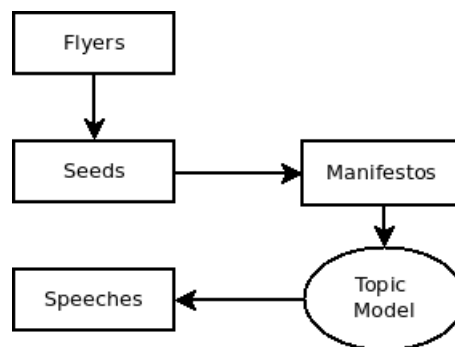 Flyers
Seeds
Manifestos
Speeches
Topic
Model